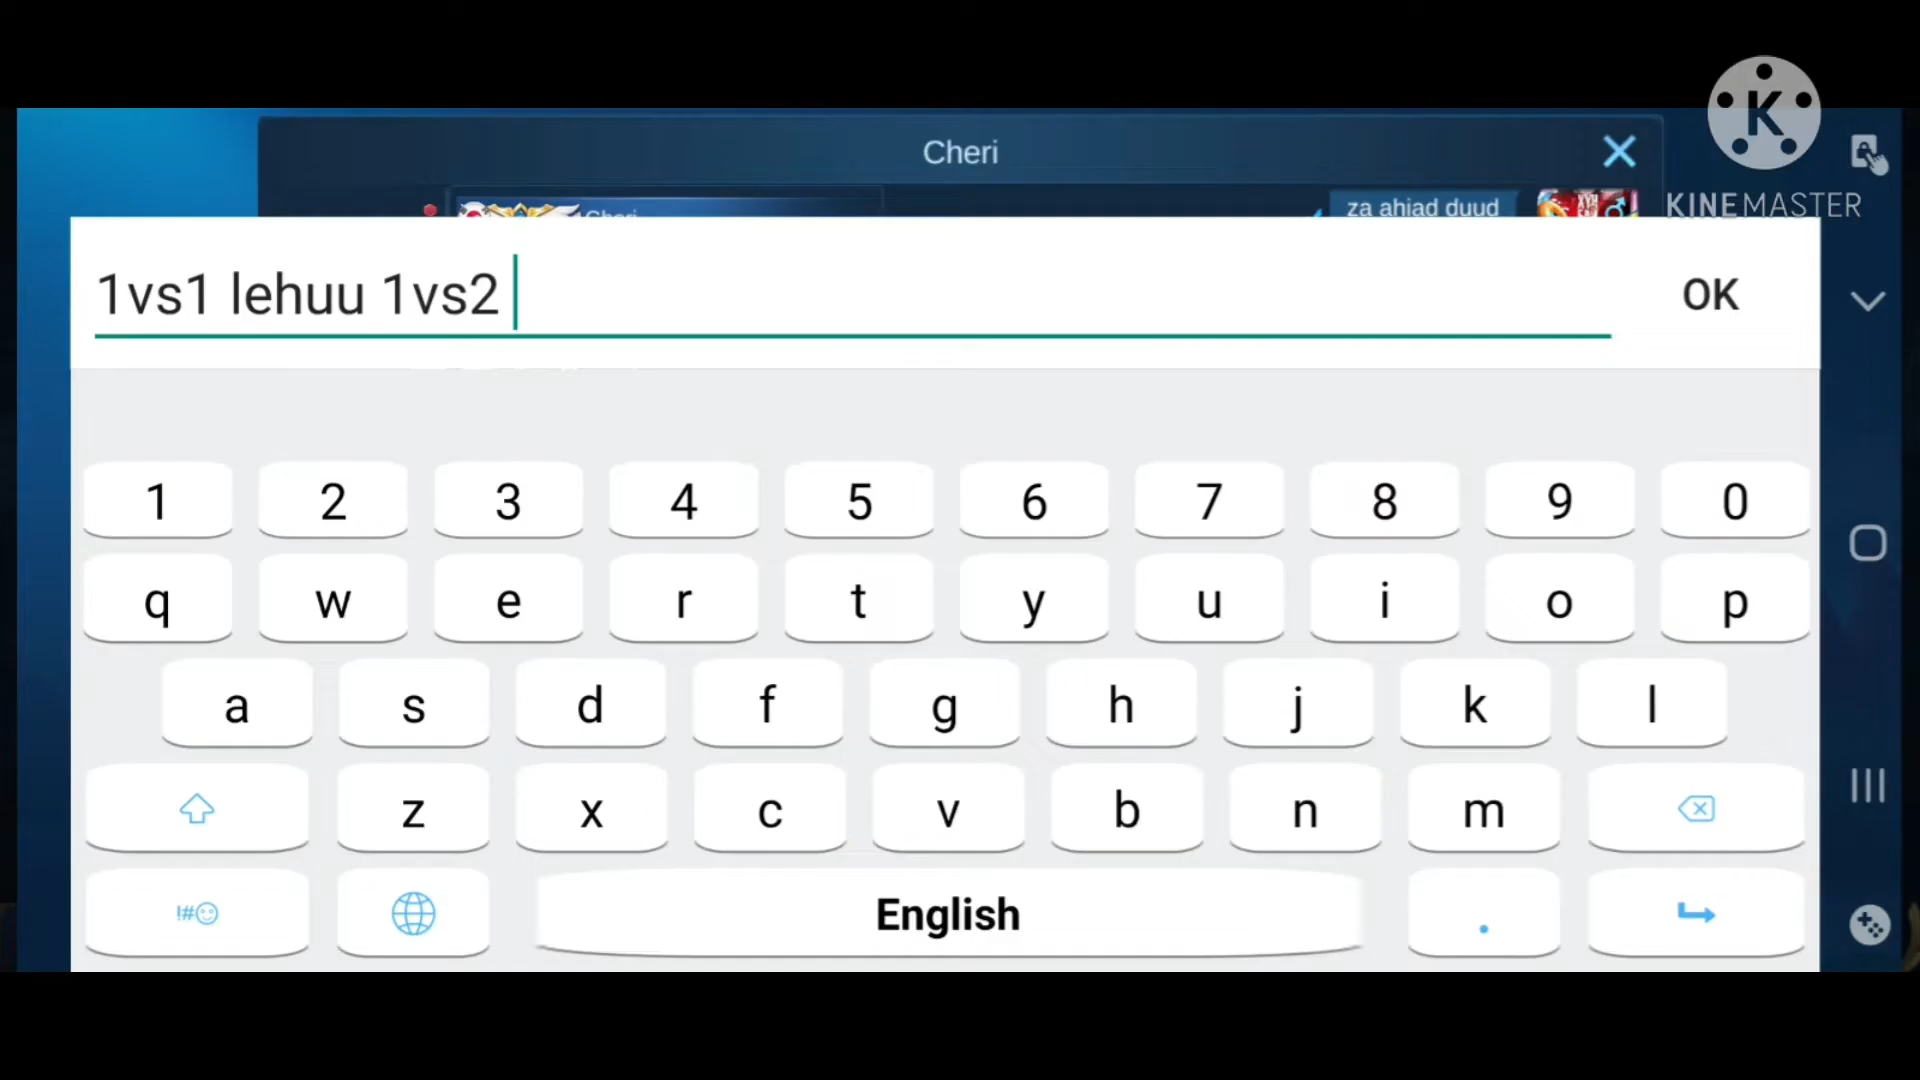 Cheri
Cheri
za ahiad duud
KINEMASTER
1vs1 lehuu 1vs2
OK
1 2 3 4 5 6 7 8 9 0
q w e r t y u i o p
a s d f g h j k l
z x c v b n m
!#☺ English .